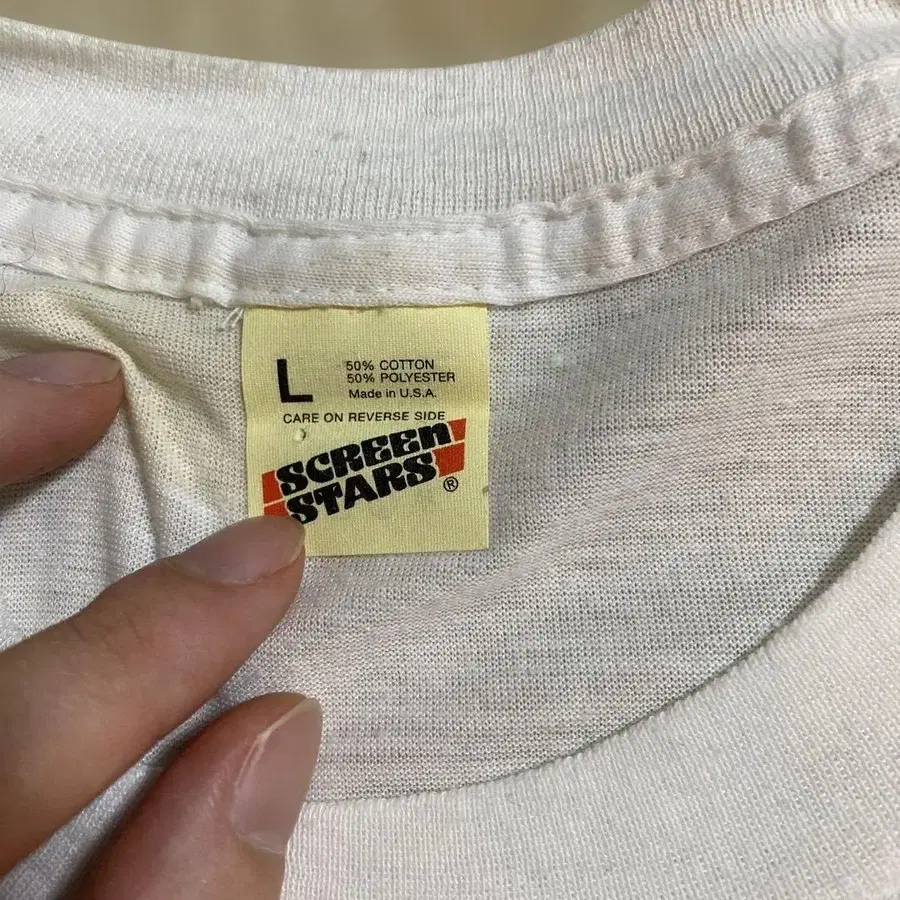 L
50% COTTON
50% POLYESTER
Made in U.S.A.
CARE ON REVERSE SIDE
SCREEn
STARS ®